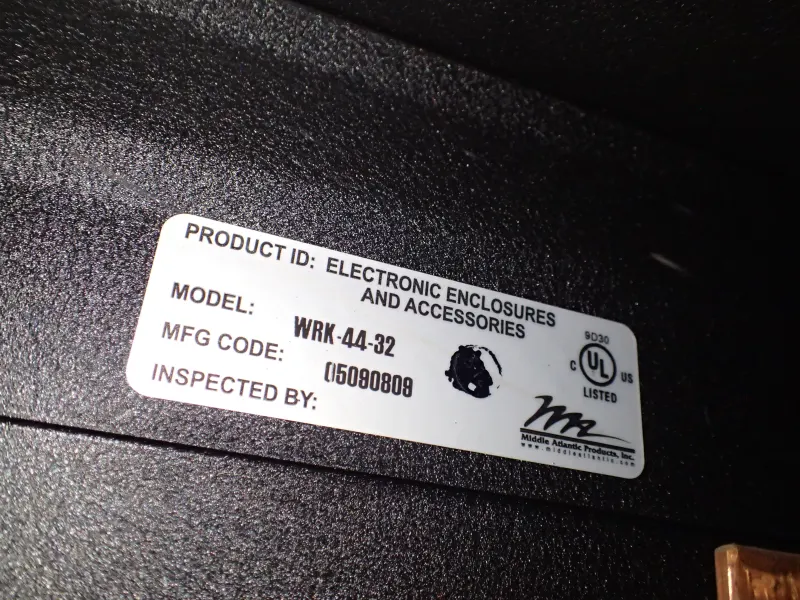 PRODUCT ID: ELECTRONIC ENCLOSURES
AND ACCESSORIES
MODEL: WRK-44-32
MFG CODE: 05090809
INSPECTED BY:
9D30
C UL US
LISTED
Middle Atlantic Products, Inc.
www.middleatlantic.com